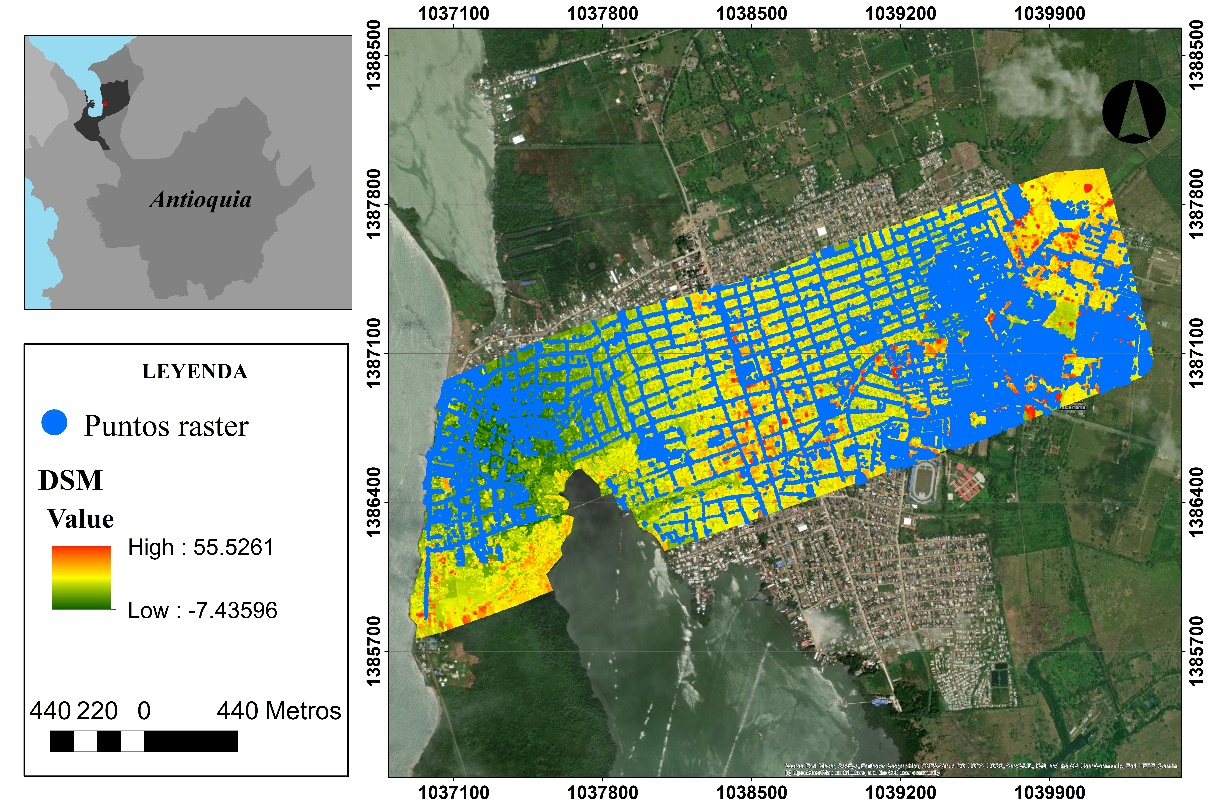 1037100 1037800 1038500 1039200 1039900
Antioquia
LEYENDA
Puntos raster
DSM
Value
High : 55.5261
Low : -7.43596
440 220 0 440 Metros
1388500
1387800
1387100
1386400
1385700
1388500
1387800
1387100
1386400
1385700
1037100 1037800 1038500 1039200 1039900